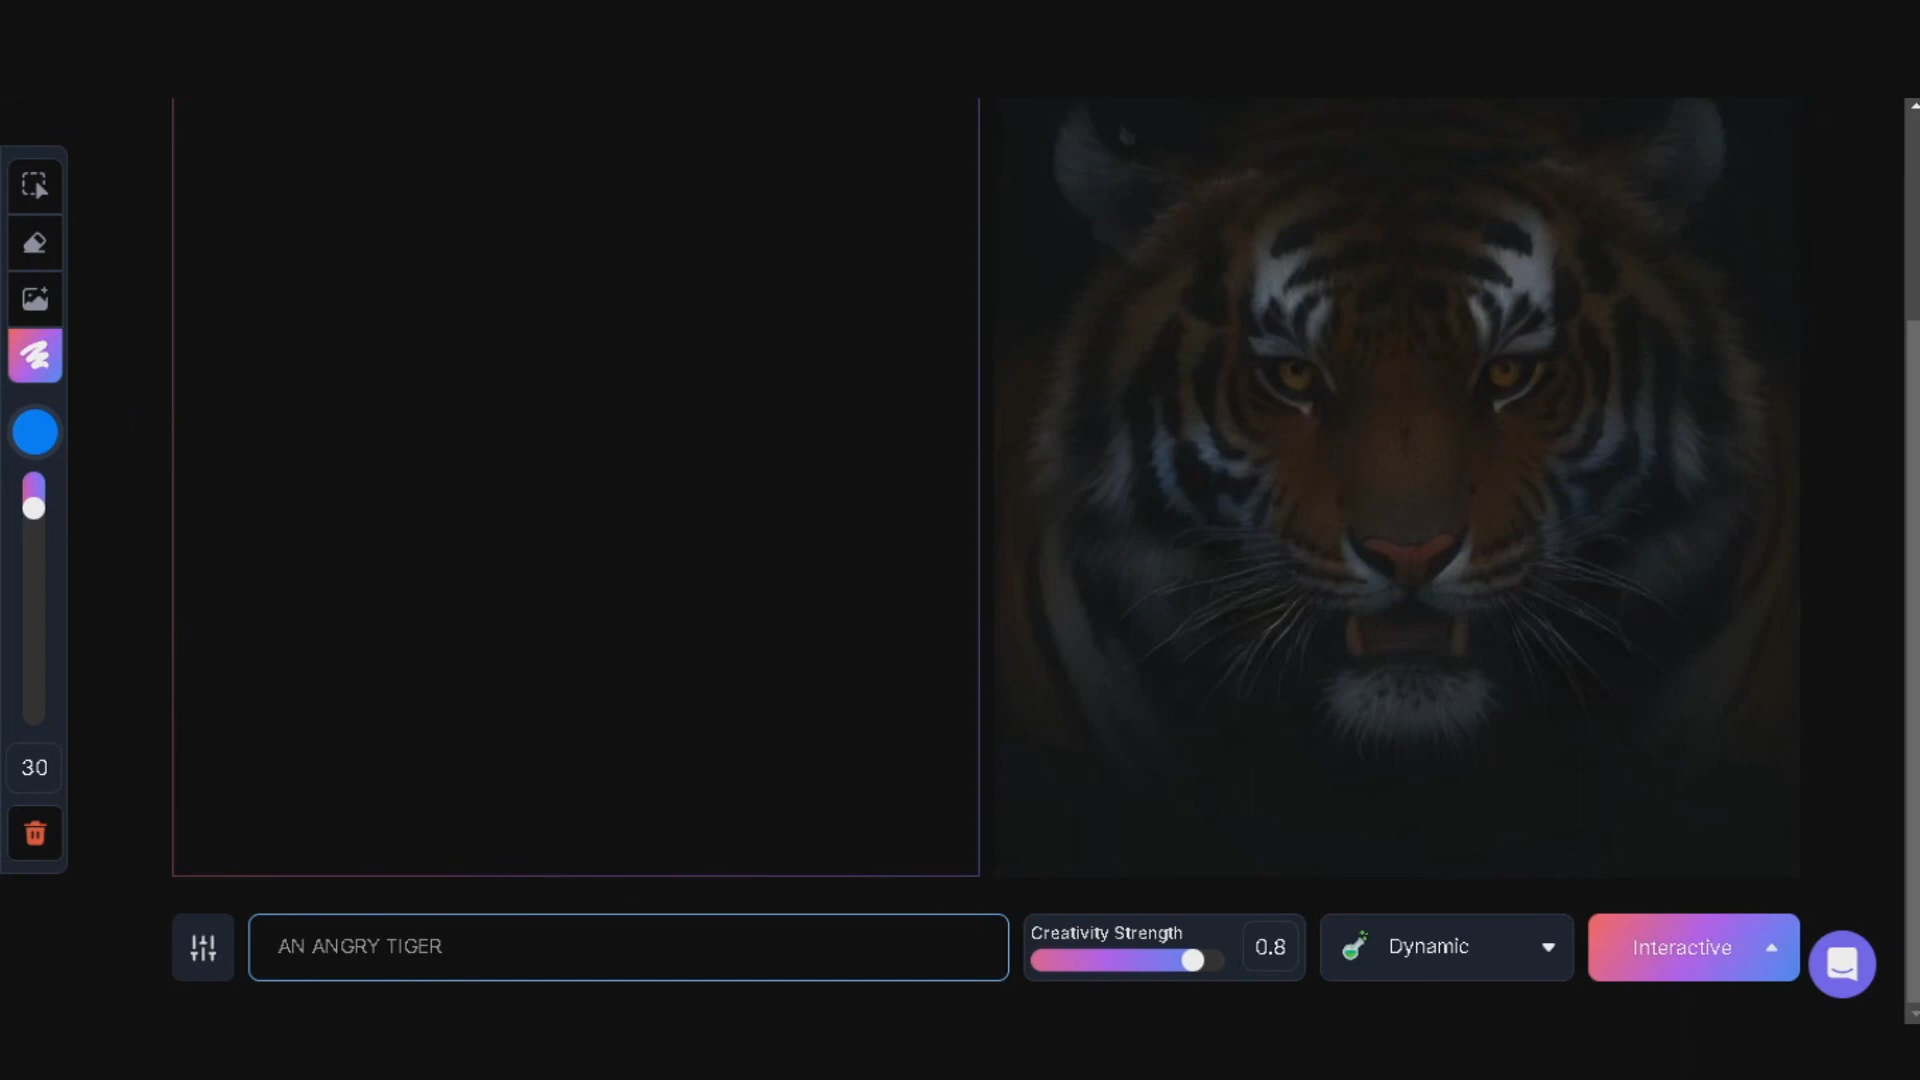 30
AN ANGRY TIGER
Creativity Strength
0.8
Dynamic
Interactive